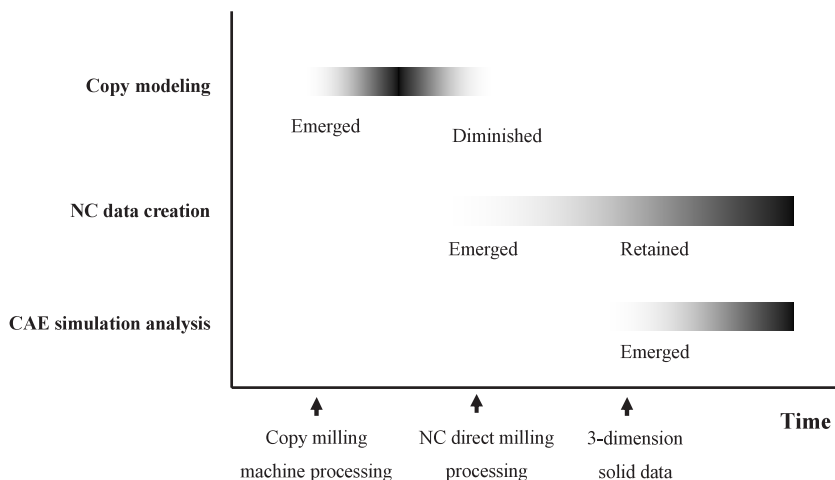 Copy modeling
Emerged
Diminished
NC data creation
Emerged
Retained
CAE simulation analysis
Emerged
Time
Copy milling
machine processing
NC direct milling
processing
3-dimension
solid data